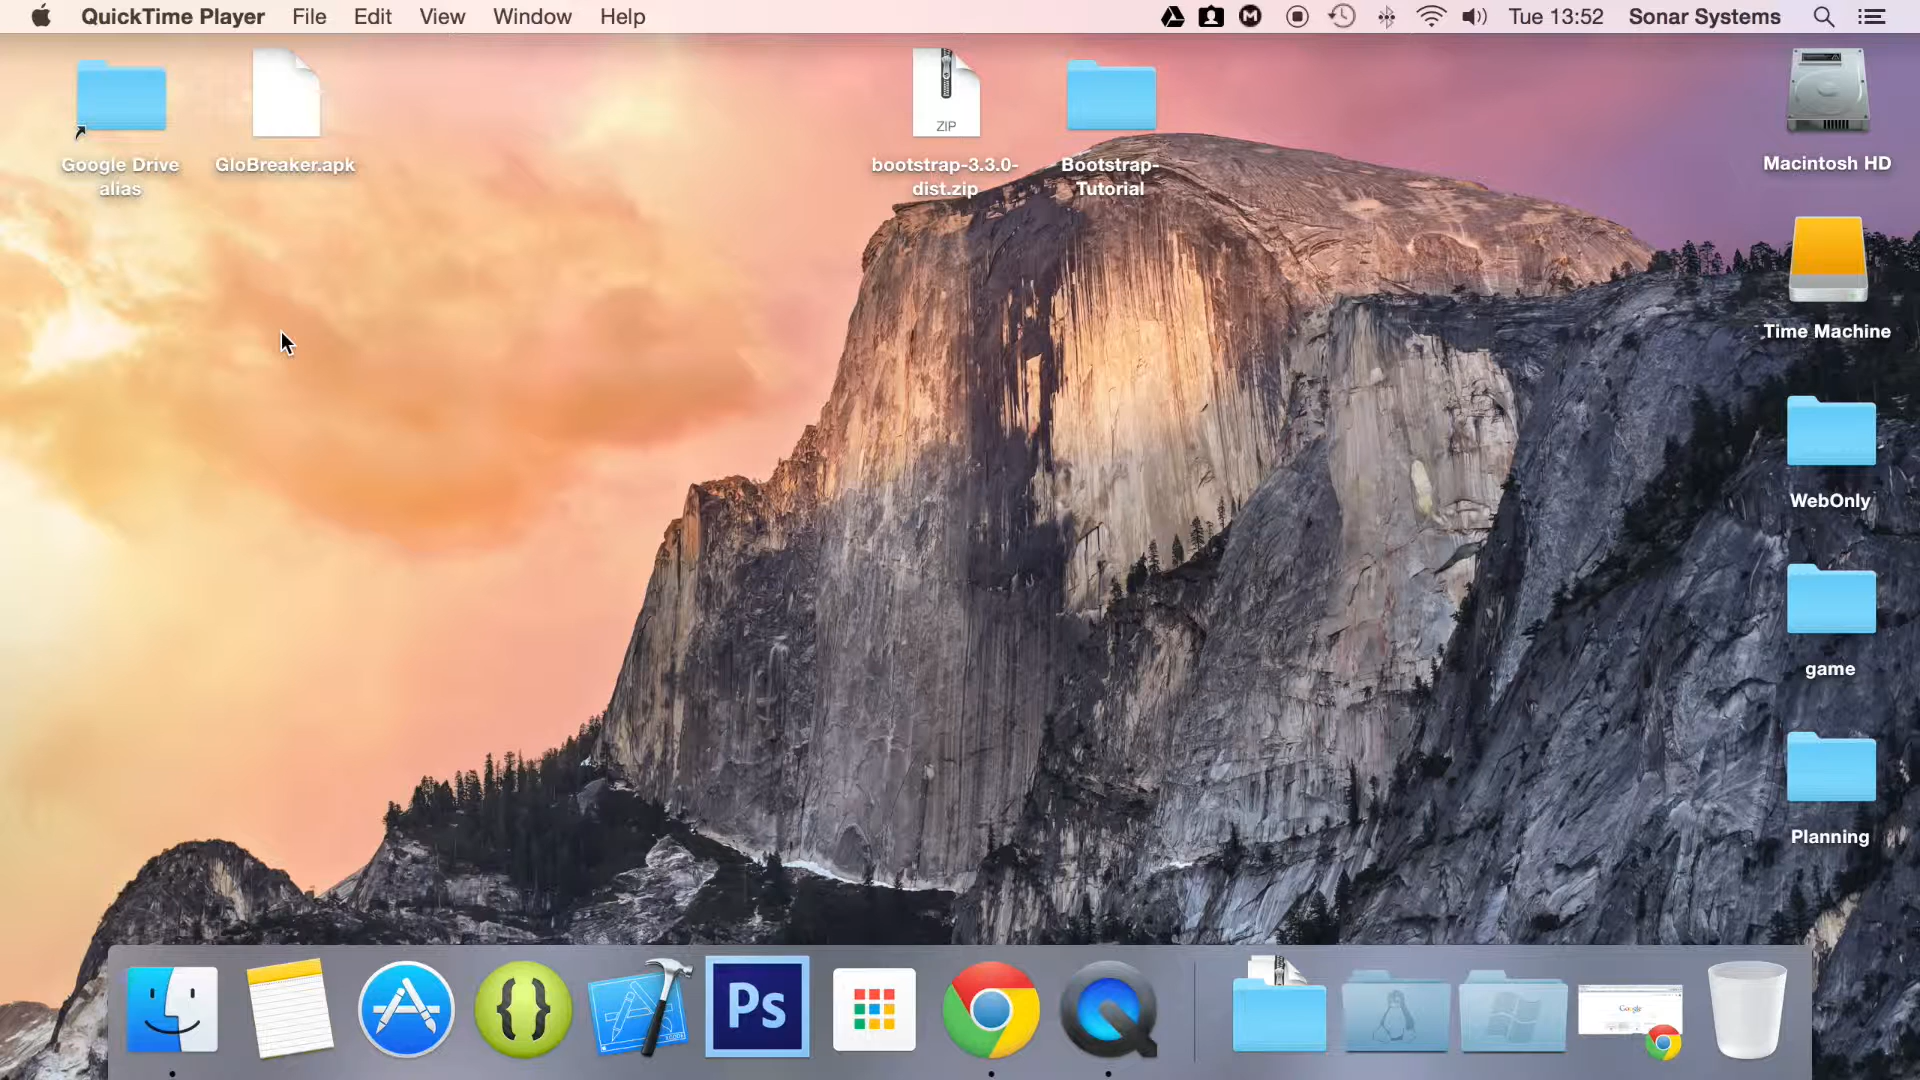 QuickTime Player File Edit View Window Help Tue 13:52 Sonar Systems
Google Drive
alias
GloBreaker.apk
ZIP
bootstrap-3.3.0-
dist.zip
Bootstrap-
Tutorial
Macintosh HD
Time Machine
WebOnly
game
Planning
Ps
Google